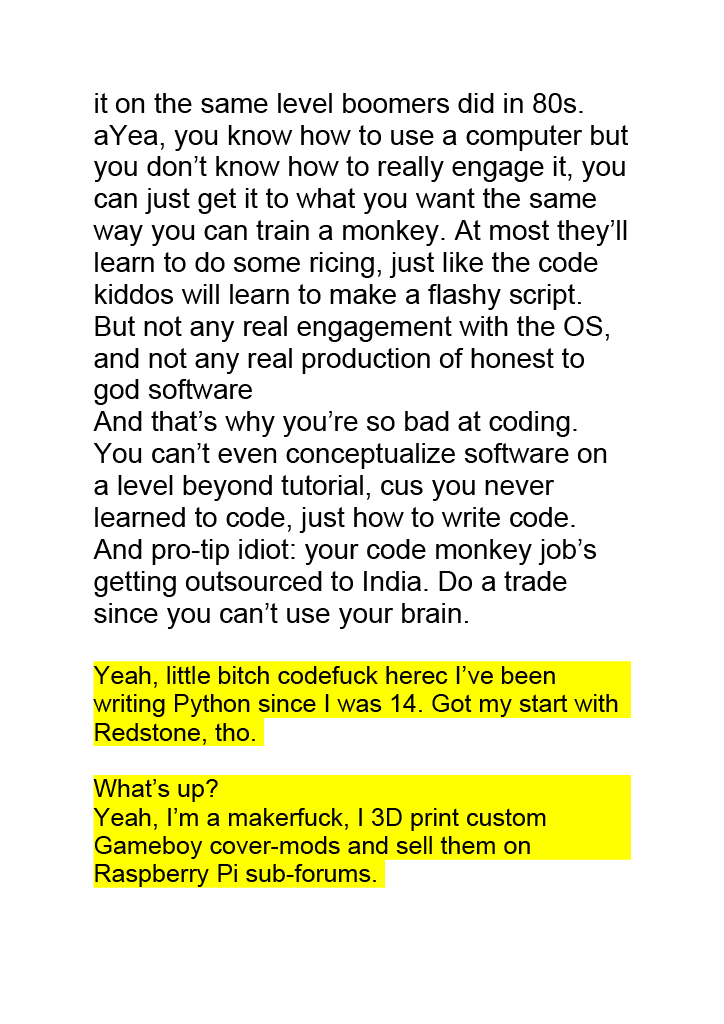 it on the same level boomers did in 80s.
aYea, you know how to use a computer but
you don’t know how to really engage it, you
can just get it to what you want the same
way you can train a monkey. At most they’ll
learn to do some ricing, just like the code
kiddos will learn to make a flashy script.
But not any real engagement with the OS,
and not any real production of honest to
god software
And that’s why you’re so bad at coding.
You can’t even conceptualize software on
a level beyond tutorial, cus you never
learned to code, just how to write code.
And pro-tip idiot: your code monkey job’s
getting outsourced to India. Do a trade
since you can’t use your brain.
Yeah, little bitch codefuck herec I’ve been
writing Python since I was 14. Got my start with
Redstone, tho.
What’s up?
Yeah, I’m a makerfuck, I 3D print custom
Gameboy cover-mods and sell them on
Raspberry Pi sub-forums.